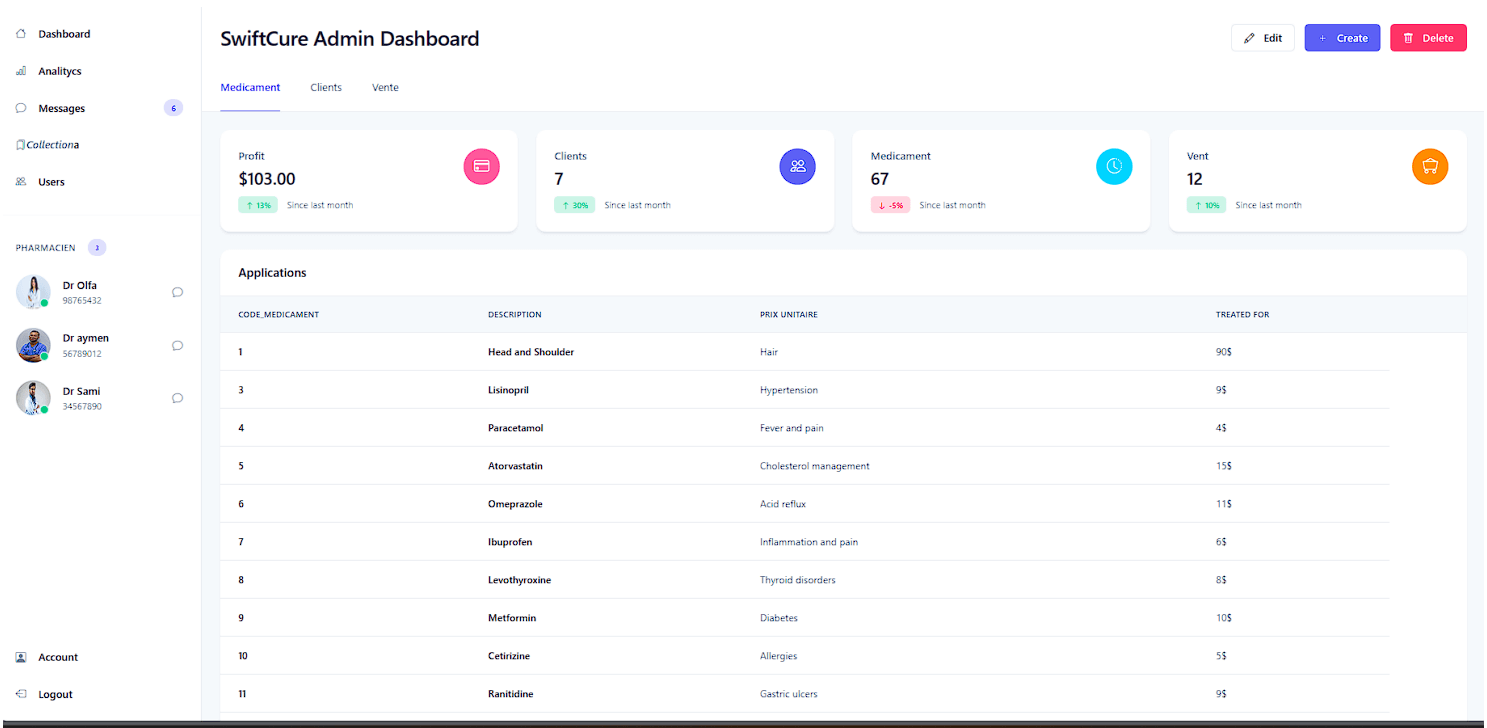 Dashboard
Analitycs
Messages 6
Collectiona
Users
PHARMACIEN 3
Dr Olfa
98765432
Dr aymen
56789012
Dr Sami
34567890
Account
Logout
SwiftCure Admin Dashboard
Edit + Create Delete
Medicament Clients Vente
Profit
$103.00
↑ 13% Since last month
Clients
7
↑ 30% Since last month
Medicament
67
↓ -5% Since last month
Vent
12
↑ 10% Since last month
Applications
CODE_MEDICAMENT DESCRIPTION PRIX UNITAIRE TREATED FOR
1 Head and Shoulder Hair 90$
3 Lisinopril Hypertension 9$
4 Paracetamol Fever and pain 4$
5 Atorvastatin Cholesterol management 15$
6 Omeprazole Acid reflux 11$
7 Ibuprofen Inflammation and pain 6$
8 Levothyroxine Thyroid disorders 8$
9 Metformin Diabetes 10$
10 Cetirizine Allergies 5$
11 Ranitidine Gastric ulcers 9$